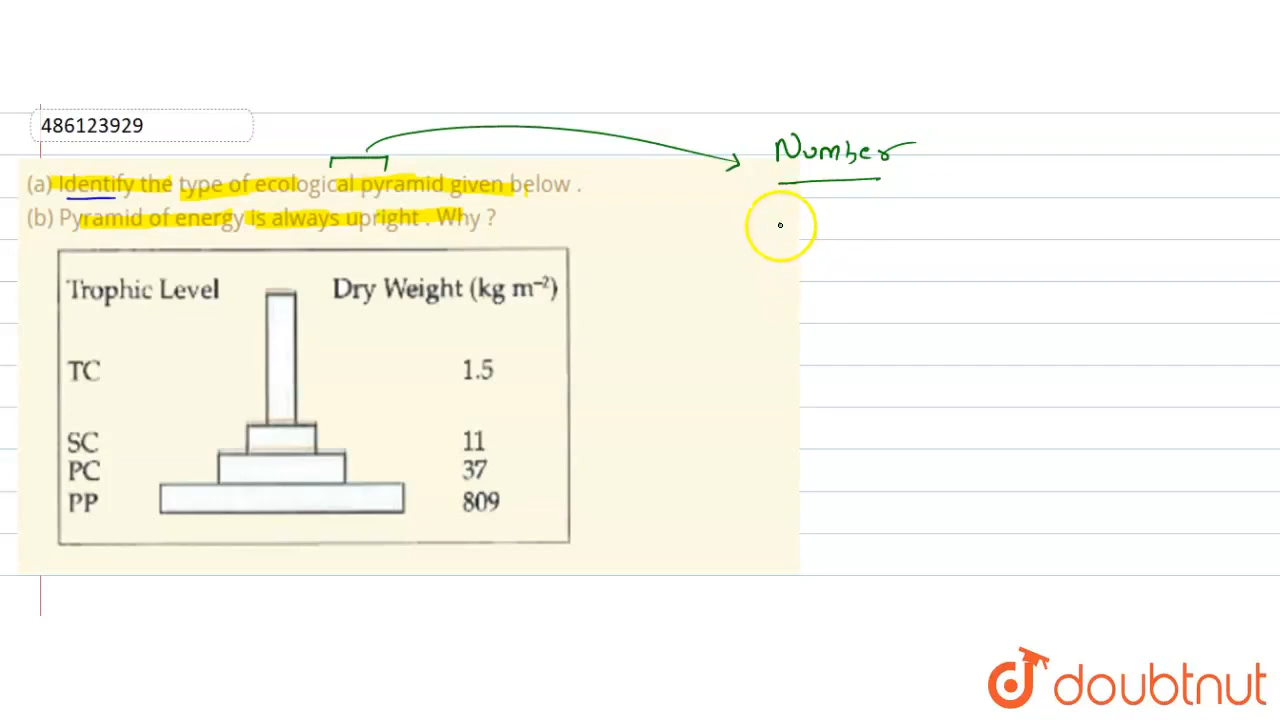 486123929
(a) Identify the type of ecological pyramid given below .
Number
(b) Pyramid of energy is always upright . Why ?
Trophic Level Dry Weight (kg m⁻²)
TC 1.5
SC 11
PC 37
PP 809
doubtnut